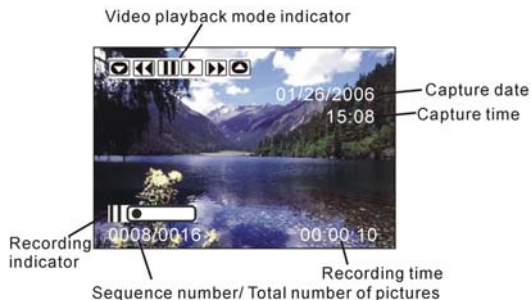 Video playback mode indicator
01/26/2006
Capture date
15:08
Capture time
Recording
indicator
0008/0016
00:00:10
Recording time
Sequence number/ Total number of pictures